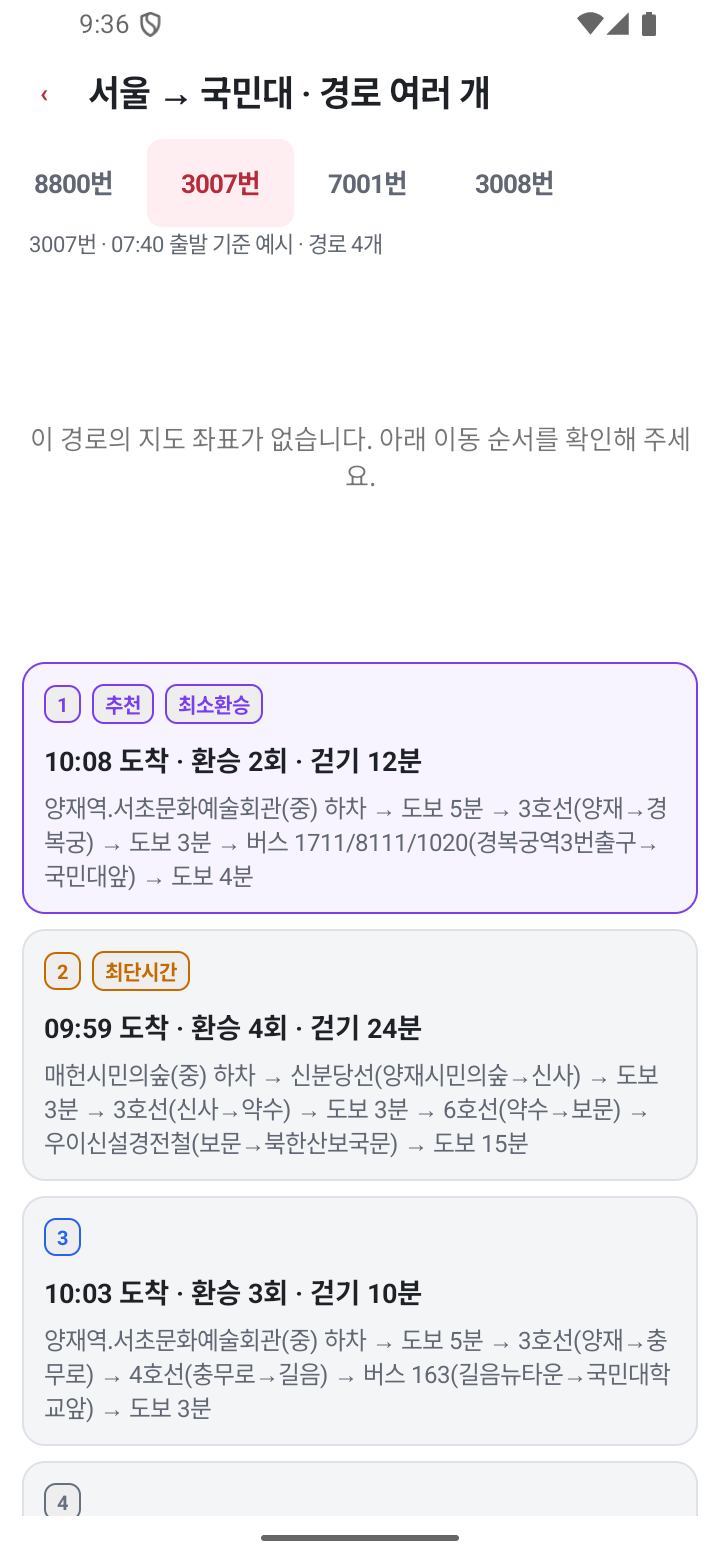 9:36
‹ 서울 → 국민대 · 경로 여러 개
8800번 3007번 7001번 3008번
3007번 · 07:40 출발 기준 예시 · 경로 4개
이 경로의 지도 좌표가 없습니다. 아래 이동 순서를 확인해 주세
요.
1 추천 최소환승
10:08 도착 · 환승 2회 · 걷기 12분
양재역.서초문화예술회관(중) 하차 → 도보 5분 → 3호선(양재→경
복궁) → 도보 3분 → 버스 1711/8111/1020(경복궁역3번출구→
국민대앞) → 도보 4분
2 최단시간
09:59 도착 · 환승 4회 · 걷기 24분
매헌시민의숲(중) 하차 → 신분당선(양재시민의숲→신사) → 도보
3분 → 3호선(신사→약수) → 도보 3분 → 6호선(약수→보문) →
우이신설경전철(보문→북한산보국문) → 도보 15분
3
10:03 도착 · 환승 3회 · 걷기 10분
양재역.서초문화예술회관(중) 하차 → 도보 5분 → 3호선(양재→충
무로) → 4호선(충무로→길음) → 버스 163(길음뉴타운→국민대학
교앞) → 도보 3분
4